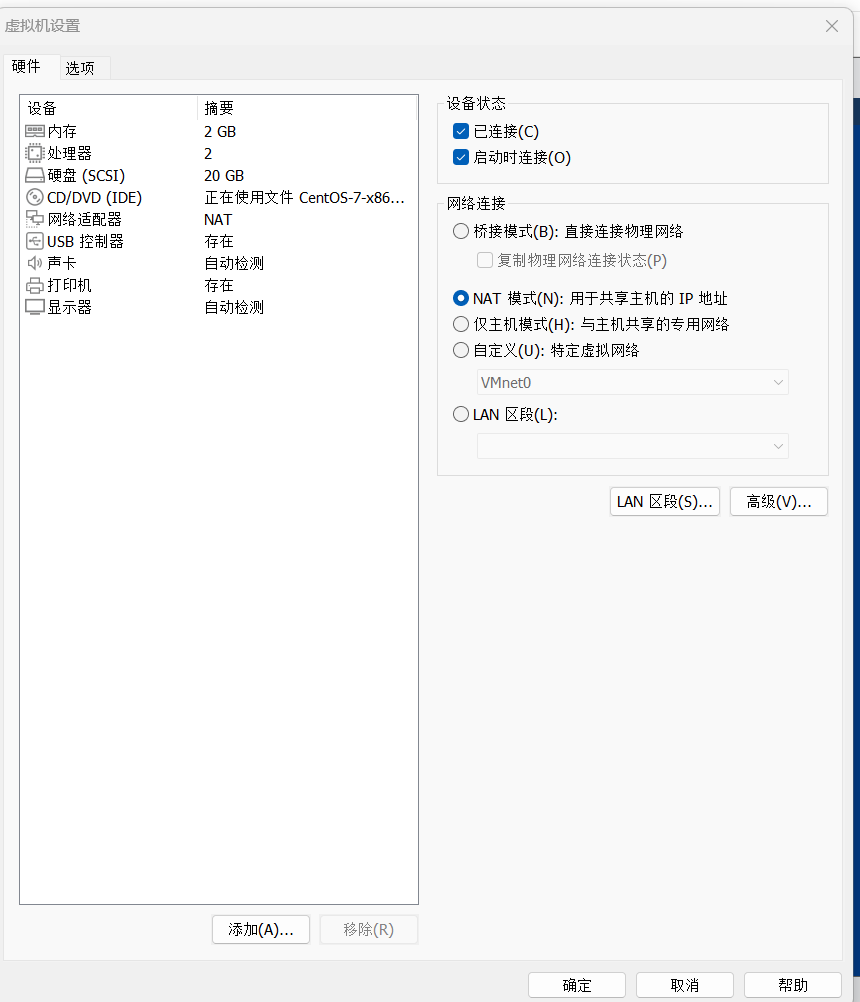 虚拟机设置
硬件 选项
设备 摘要
内存 2 GB
处理器 2
硬盘 (SCSI) 20 GB
CD/DVD (IDE) 正在使用文件 CentOS-7-x86...
网络适配器 NAT
USB 控制器 存在
声卡 自动检测
打印机 存在
显示器 自动检测
添加(A)... 移除(R)
设备状态
已连接(C)
启动时连接(O)
网络连接
桥接模式(B): 直接连接物理网络
复制物理网络连接状态(P)
NAT 模式(N): 用于共享主机的 IP 地址
仅主机模式(H): 与主机共享的专用网络
自定义(U): 特定虚拟网络
VMnet0
LAN 区段(L):
LAN 区段(S)... 高级(V)...
确定 取消 帮助